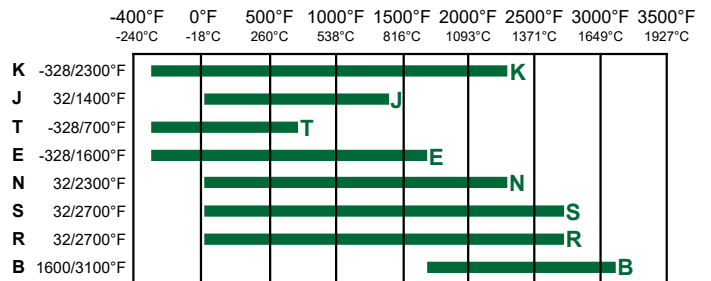 -400°F 0°F 500°F 1000°F 1500°F 2000°F 2500°F 3000°F 3500°F
-240°C -18°C 260°C 538°C 816°C 1093°C 1371°C 1649°C 1927°C
K -328/2300°F K
J 32/1400°F J
T -328/700°F T
E -328/1600°F E
N 32/2300°F N
S 32/2700°F S
R 32/2700°F R
B 1600/3100°F B